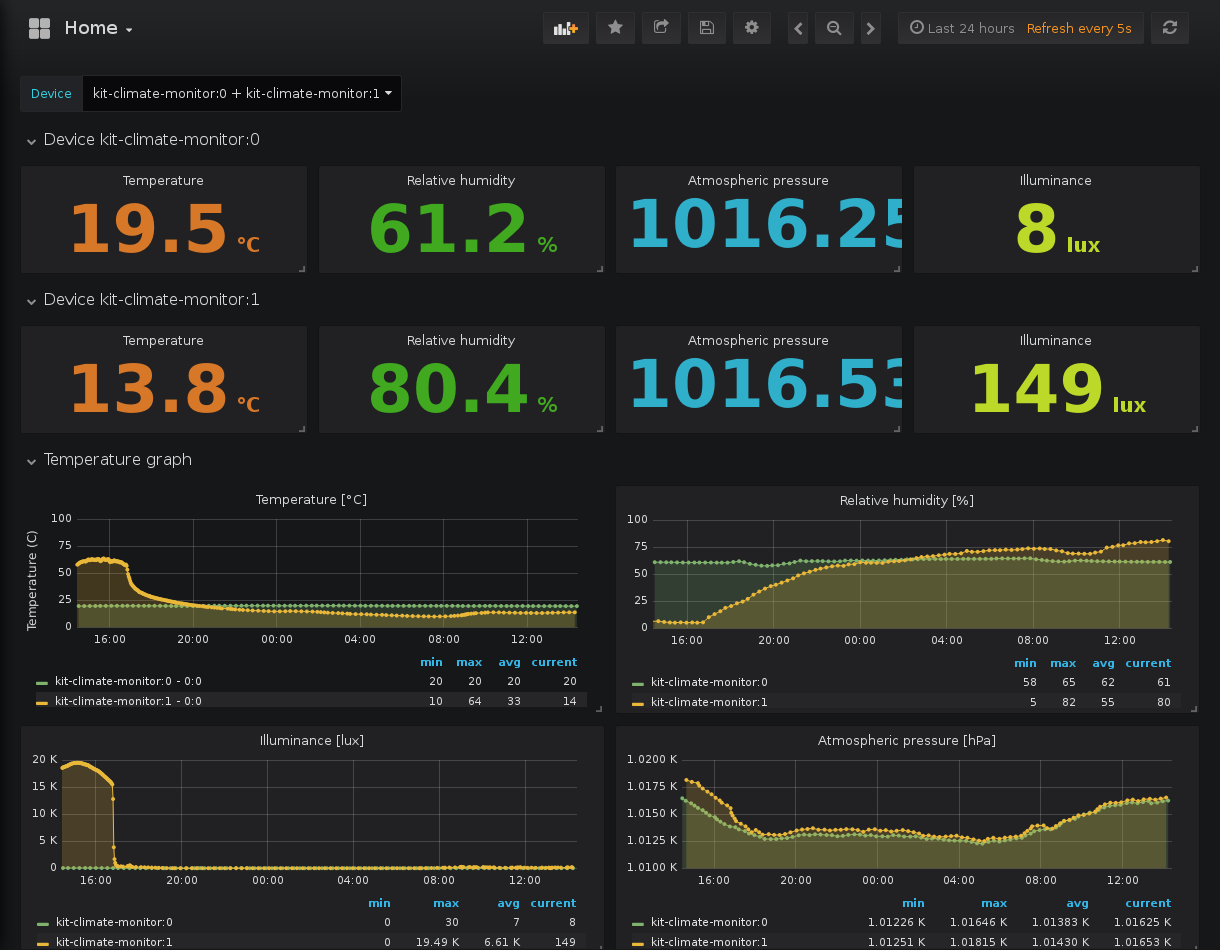 Home
Last 24 hours Refresh every 5s
Device kit-climate-monitor:0 + kit-climate-monitor:1
Device kit-climate-monitor:0
Temperature Relative humidity Atmospheric pressure Illuminance
19.5 °C 61.2 % 1016.25 8 lux
Device kit-climate-monitor:1
Temperature Relative humidity Atmospheric pressure Illuminance
13.8 °C 80.4 % 1016.53 149 lux
Temperature graph
Temperature [°C]
Temperature (C)
100
75
50
25
0
16:00 20:00 00:00 04:00 08:00 12:00
min max avg current
kit-climate-monitor:0 - 0:0 20 20 20 20
kit-climate-monitor:1 - 0:0 10 64 33 14
Relative humidity [%]
100
75
50
25
0
16:00 20:00 00:00 04:00 08:00 12:00
min max avg current
kit-climate-monitor:0 58 65 62 61
kit-climate-monitor:1 5 82 55 80
Illuminance [lux]
20 K
15 K
10 K
5 K
0
16:00 20:00 00:00 04:00 08:00 12:00
min max avg current
kit-climate-monitor:0 0 30 7 8
kit-climate-monitor:1 0 19.49 K 6.61 K 149
Atmospheric pressure [hPa]
1.0200 K
1.0175 K
1.0150 K
1.0125 K
1.0100 K
16:00 20:00 00:00 04:00 08:00 12:00
min max avg current
kit-climate-monitor:0 1.01226 K 1.01646 K 1.01383 K 1.01625 K
kit-climate-monitor:1 1.01251 K 1.01815 K 1.01430 K 1.01653 K